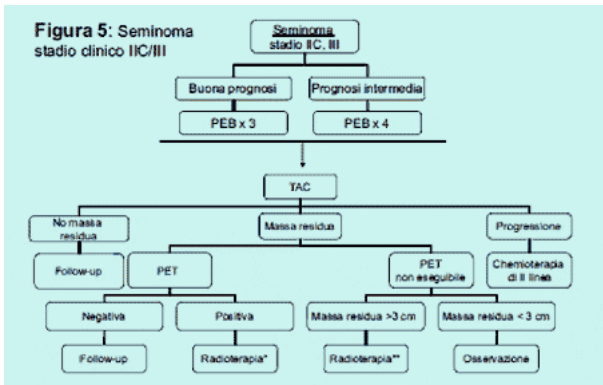 Figura 5: Seminoma
stadio clinico IIC/III
Seminoma
stadio IIC, III
Buona prognosi
Prognosi intermedia
PEB x 3
PEB x 4
TAC
No massa
residua
Massa residua
Progressione
Follow-up
PET
PET
non eseguibile
Chemioterapia
di II linea
Negativa
Positiva
Massa residua >3 cm
Massa residua <3 cm
Follow-up
Radioterapia*
Radioterapia**
Osservazione